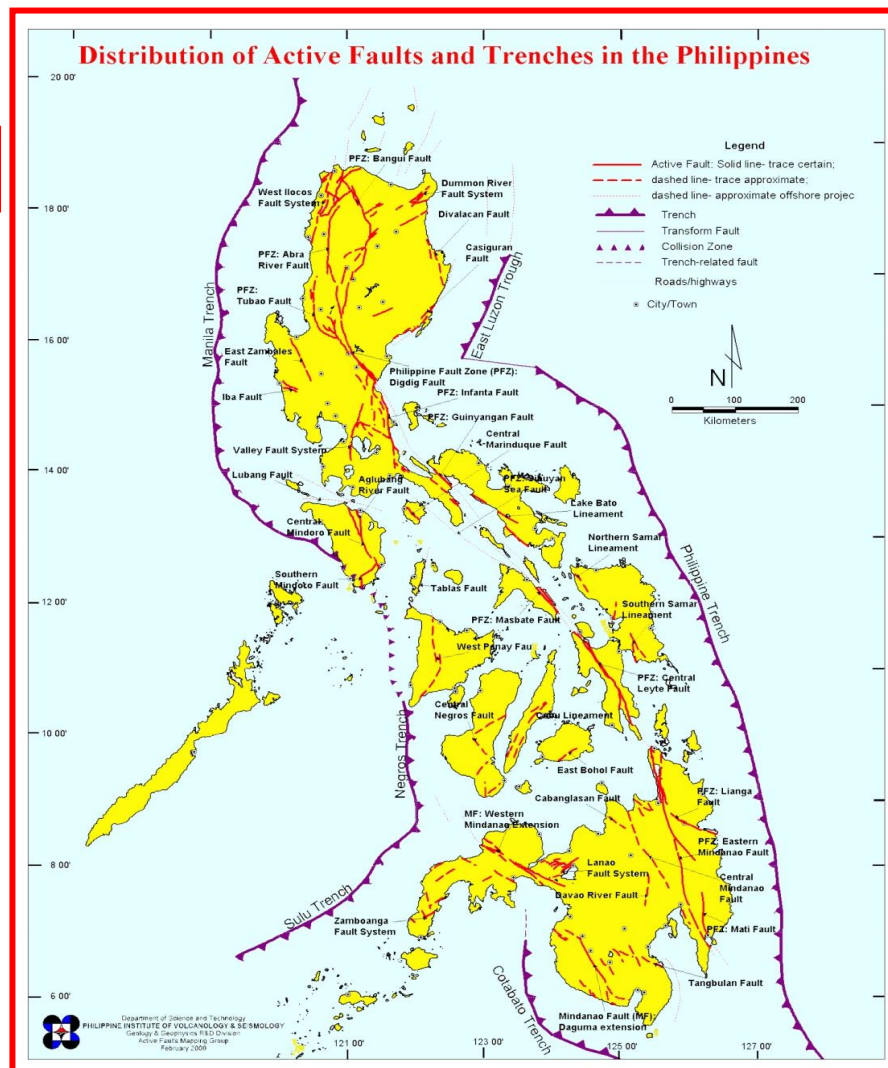 Distribution of Active Faults and Trenches in the Philippines
20 00'
18 00'
16 00'
14 00'
12 00'
10 00'
8 00'
6 00'
121 00'
123 00'
125 00'
127 00'
Legend
Active Fault: Solid line- trace certain;
dashed line- trace approximate;
dashed line- approximate offshore projec
Trench
Transform Fault
Collision Zone
Trench-related fault
Roads/highways
City/Town
N
0 100 200
Kilometers
PFZ: Bangui Fault
West Ilocos
Fault System
Dummon River
Fault System
Divalacan Fault
PFZ: Abra
River Fault
Casiguran
Fault
PFZ:
Tubao Fault
Manila Trench
East Luzon Trough
East Zambales
Fault
Iba Fault
Philippine Fault Zone (PFZ):
Digdig Fault
PFZ: Infanta Fault
PFZ: Guinyangan Fault
Central
Marinduque Fault
Valley Fault System
Lubang Fault
Aglubang
River Fault
Sea Fault
Lake Bato
Lineament
Central
Mindoro Fault
Northern Samar
Lineament
Philippine Trench
Southern
Mindoro Fault
Tablas Fault
Southern Samar
Lineament
PFZ: Masbate Fault
West Panay Fau
PFZ: Central
Leyte Fault
Central
Negros Fault
Cebu Lineament
Negros Trench
East Bohol Fault
Cabanglasan Fault
PFZ: Lianga
Fault
MF: Western
Mindanao Extension
PFZ: Eastern
Mindanao Fault
Lanao
Fault System
Central
Mindanao
Fault
Davao River Fault
Sulu Trench
Zamboanga
Fault System
PFZ: Mati Fault
Tangbulan Fault
Cotabato Trench
Mindanao Fault (MF):
Daguma extension
Department of Science and Technology
PHILIPPINE INSTITUTE OF VOLCANOLOGY & SEISMOLOGY
Geology & Geophysics R&D Division
Active Faults Mapping Group
February 2000